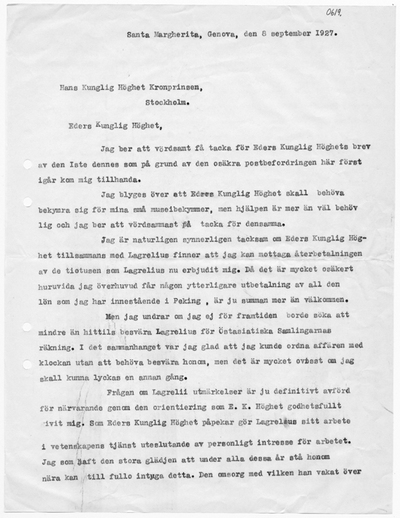 0619.
Santa Margherita, Genova, den 8 september 1927.
Hans Kunglig Höghet Kronprinsen,
Stockholm.
Eders Kunglig Höghet,
Jag ber att vördsamt få tacka för Eders Kunglig Höghets brev
av den 1ste dennes som på grund av den osäkra postbefordringen här först
igår kom mig tillhanda.
Jag blyges över att Eders Kunglig Höghet skall behöva
bekymra sig för mina små museibekymmer, men hjälpen är mer än väl behöv
lig och jag ber att vördsammast få tacka för densamma.
Jag är naturligen synnerligen tacksam om Eders Kunglig Hög-
het tillsammans med Lagrelius finner att jag kan mottaga återbetalningen
av de tiotusen som Lagrelius nu erbjudit mig. Då det är mycket osäkert
huruvida jag överhuvud får någon ytterligare utbetalning av all den
lön som jag har innestående i Peking , är ju summan mer än välkommen.
Men jag undrar om jag ej för framtiden borde söka att
mindre än hittils besvära Lagrelius för Östasiatiska Samlingarnas
räkning. I det sammanhanget var jag glad att jag kunde ordna affären med
klockan utan att behöva besvära honom, men det är mycket ovisst om jag
skall kunna lyckas en annan gång.
Frågan om Lagrelii utmärkelser är ju definitivt avförd
för närvarande genom den orientiering som E. K. Höghet godhetsfullt
ivit mig. Som Eders Kunglig Höghet påpekar gör Lagrelius sitt arbete
i vetenskapens tjänst uteslutande av personligt intresse för arbetet.
Jag som haft den stora glädjen att under alla dessa år stå honom
nära kan till fullo intyga detta. Den omsorg med vilken han vakat över